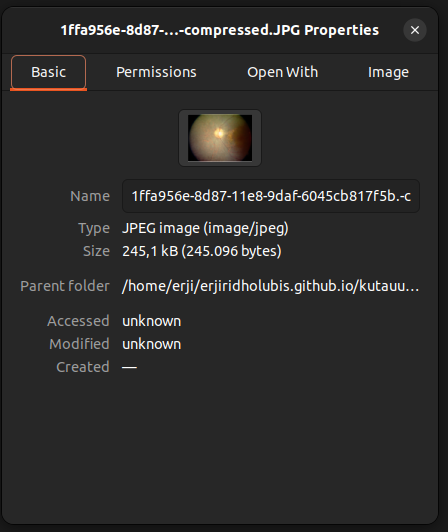 1ffa956e-8d87-…-compressed.JPG Properties
Basic Permissions Open With Image
Name 1ffa956e-8d87-11e8-9daf-6045cb817f5b.-c
Type JPEG image (image/jpeg)
Size 245,1 kB (245.096 bytes)
Parent folder /home/erji/erjiridholubis.github.io/kutauu…
Accessed unknown
Modified unknown
Created —